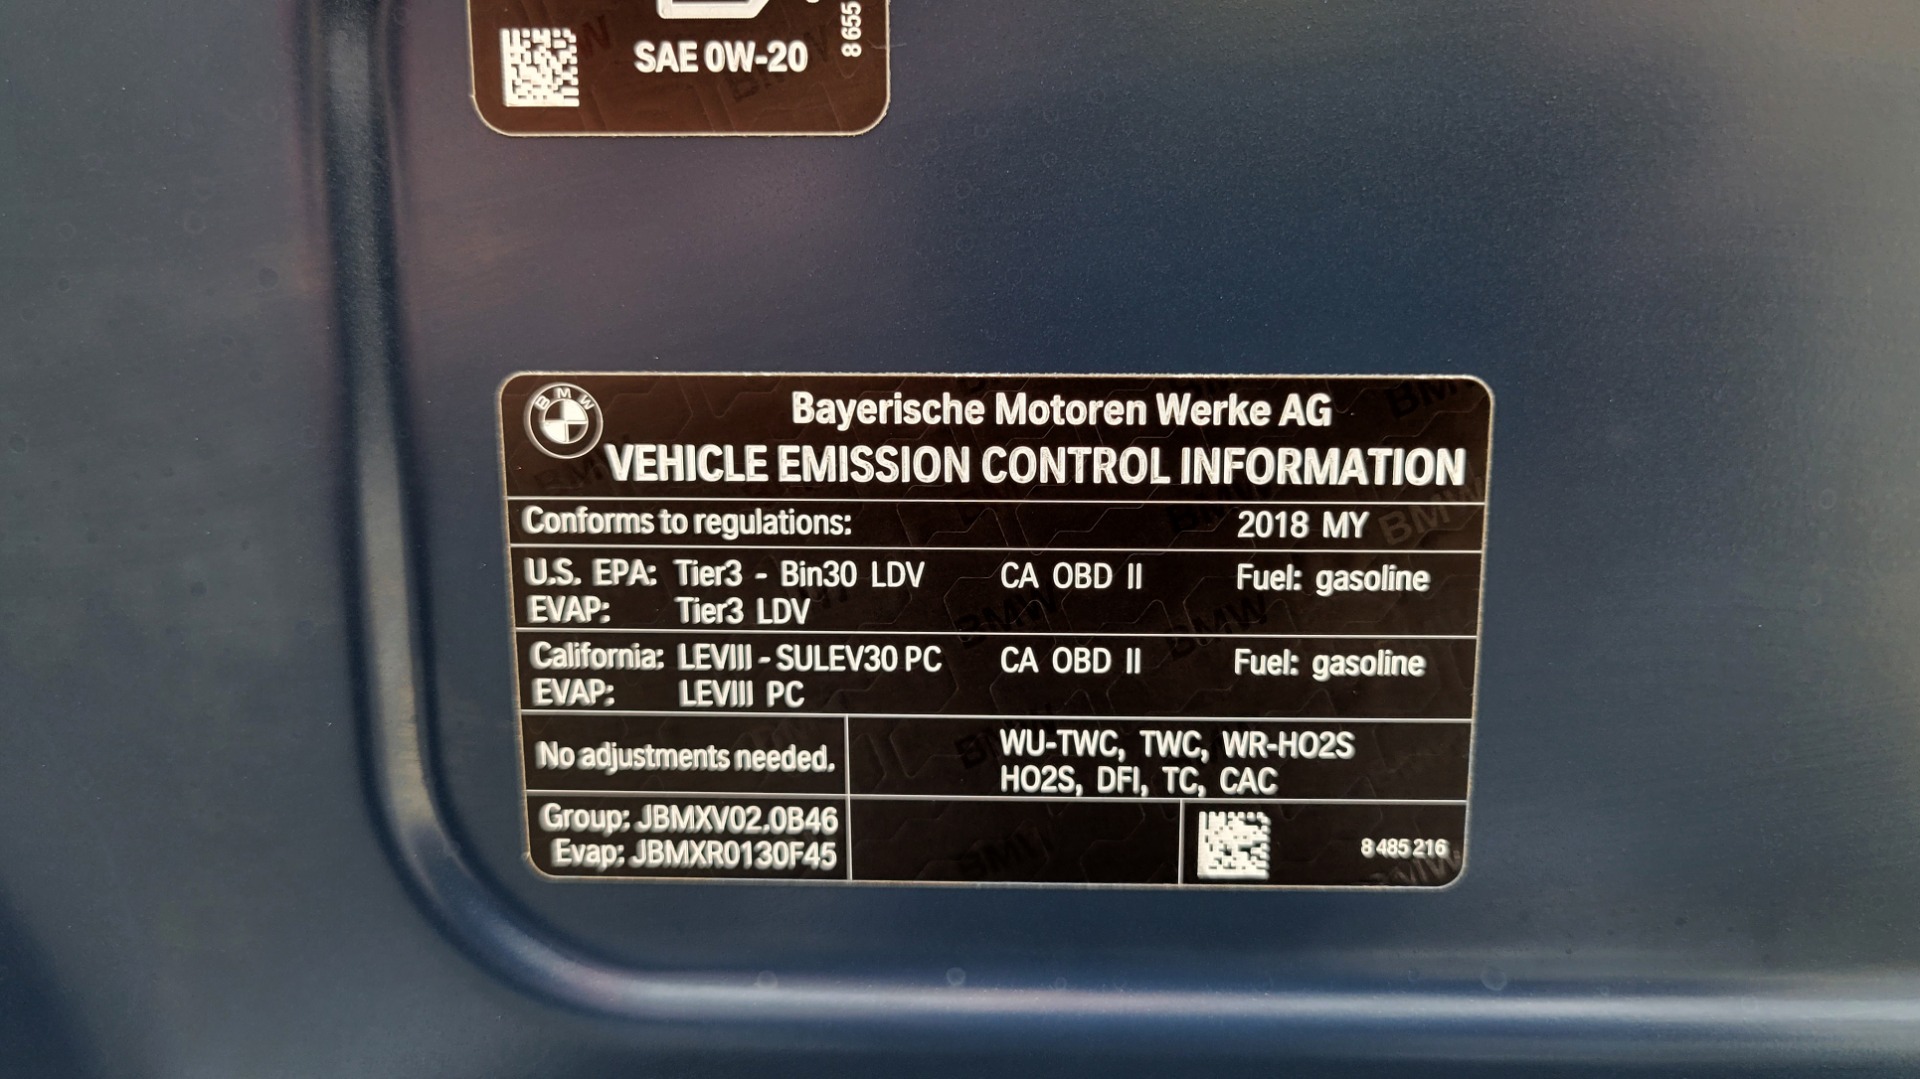 SAE 0W-20
8 655
BMW
Bayerische Motoren Werke AG
VEHICLE EMISSION CONTROL INFORMATION
Conforms to regulations: 2018 MY
U.S. EPA: Tier3 - Bin30 LDV CA OBD II Fuel: gasoline
EVAP: Tier3 LDV
California: LEVIII - SULEV30 PC CA OBD II Fuel: gasoline
EVAP: LEVIII PC
No adjustments needed.
WU-TWC, TWC, WR-HO2S
HO2S, DFI, TC, CAC
Group: JBMXV02.0B46
Evap: JBMXR0130F45
8 485 216